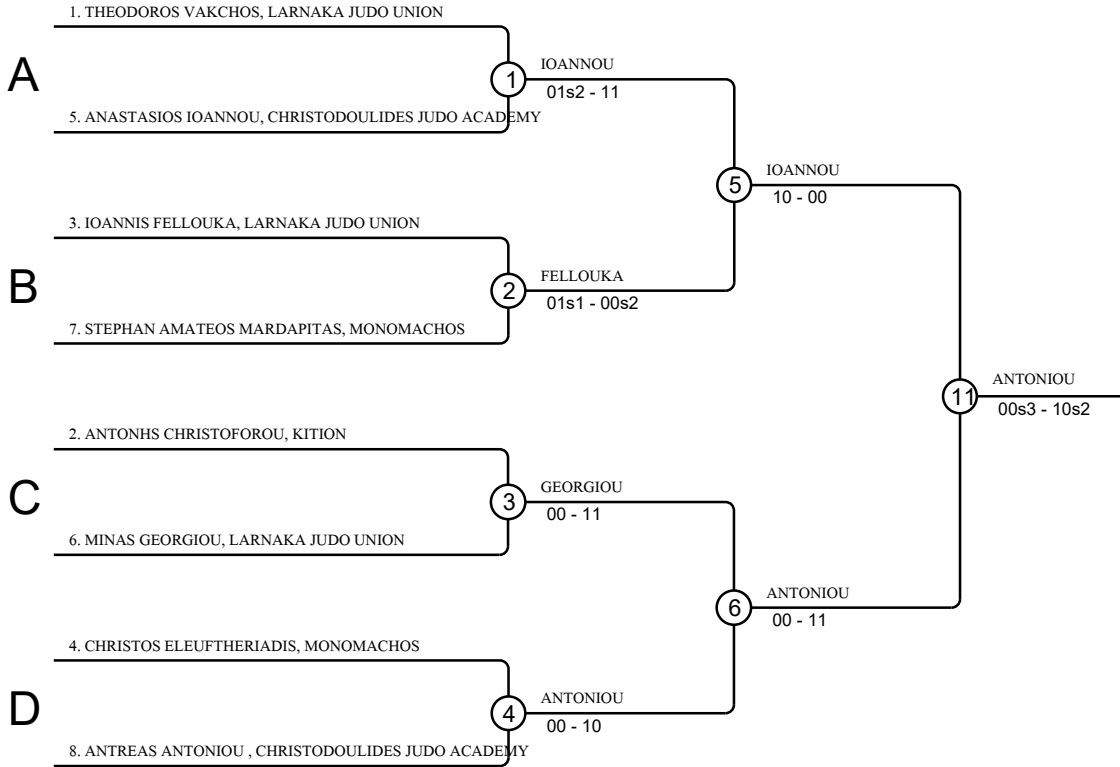 1. THEODOROS VAKCHOS, LARNAKA JUDO UNION
A
1
IOANNOU
01s2 - 11
5. ANASTASIOS IOANNOU, CHRISTODOULIDES JUDO ACADEMY
5
IOANNOU
10 - 00
3. IOANNIS FELLOUKA, LARNAKA JUDO UNION
B
2
FELLOUKA
01s1 - 00s2
7. STEPHAN AMATEOS MARDAPITAS, MONOMACHOS
11
ANTONIOU
00s3 - 10s2
2. ANTONHS CHRISTOFOROU, KITION
C
3
GEORGIOU
00 - 11
6. MINAS GEORGIOU, LARNAKA JUDO UNION
6
ANTONIOU
00 - 11
4. CHRISTOS ELEUFTHERIADIS, MONOMACHOS
D
4
ANTONIOU
00 - 10
8. ANTREAS ANTONIOU , CHRISTODOULIDES JUDO ACADEMY